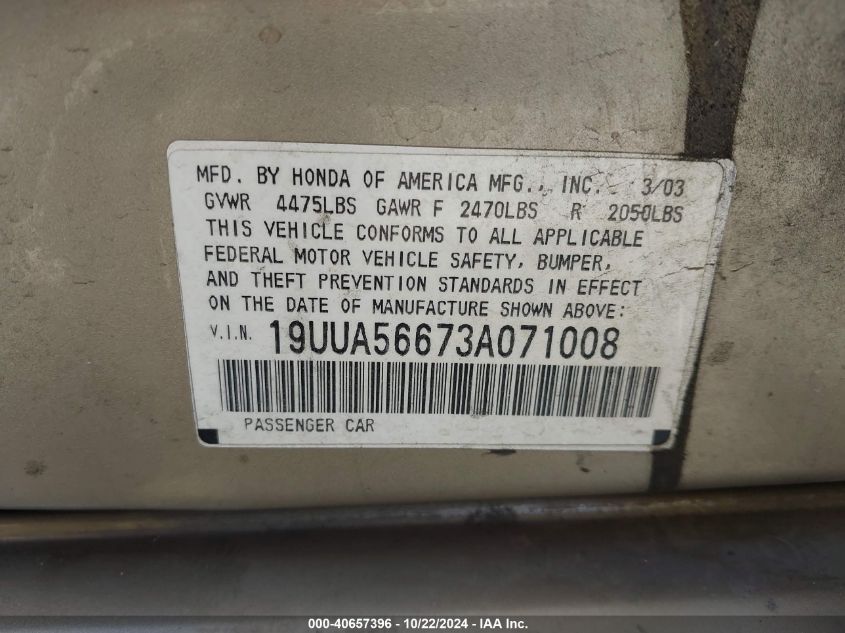 MFD. BY HONDA OF AMERICA MFG., INC. 3/03
GVWR 4475LBS GAWR F 2470LBS R 2050LBS
THIS VEHICLE CONFORMS TO ALL APPLICABLE
FEDERAL MOTOR VEHICLE SAFETY, BUMPER,
AND THEFT PREVENTION STANDARDS IN EFFECT
ON THE DATE OF MANUFACTURE SHOWN ABOVE:
V.I.N. 19UUA56673A071008
PASSENGER CAR
000-40657396 - 10/22/2024 - IAA Inc.